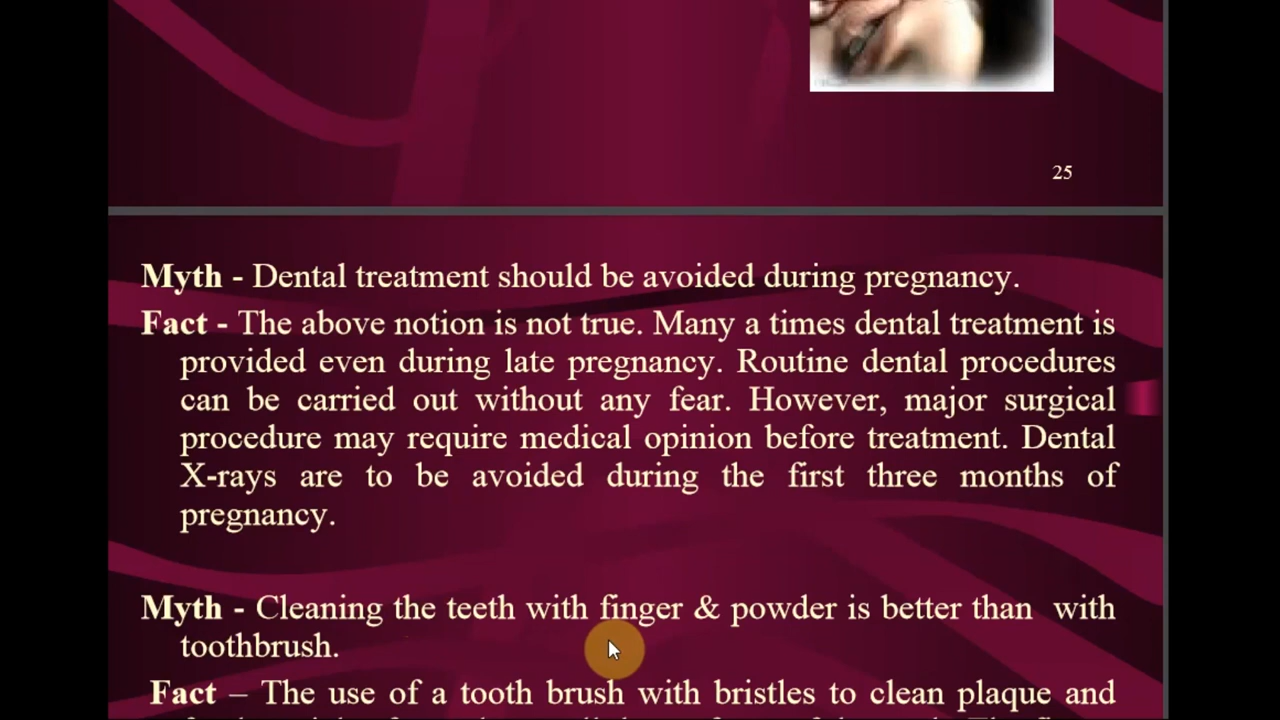 25
Myth - Dental treatment should be avoided during pregnancy.
Fact - The above notion is not true. Many a times dental treatment is
provided even during late pregnancy. Routine dental procedures
can be carried out without any fear. However, major surgical
procedure may require medical opinion before treatment. Dental
X-rays are to be avoided during the first three months of
pregnancy.
Myth - Cleaning the teeth with finger & powder is better than with
toothbrush.
Fact – The use of a tooth brush with bristles to clean plaque and